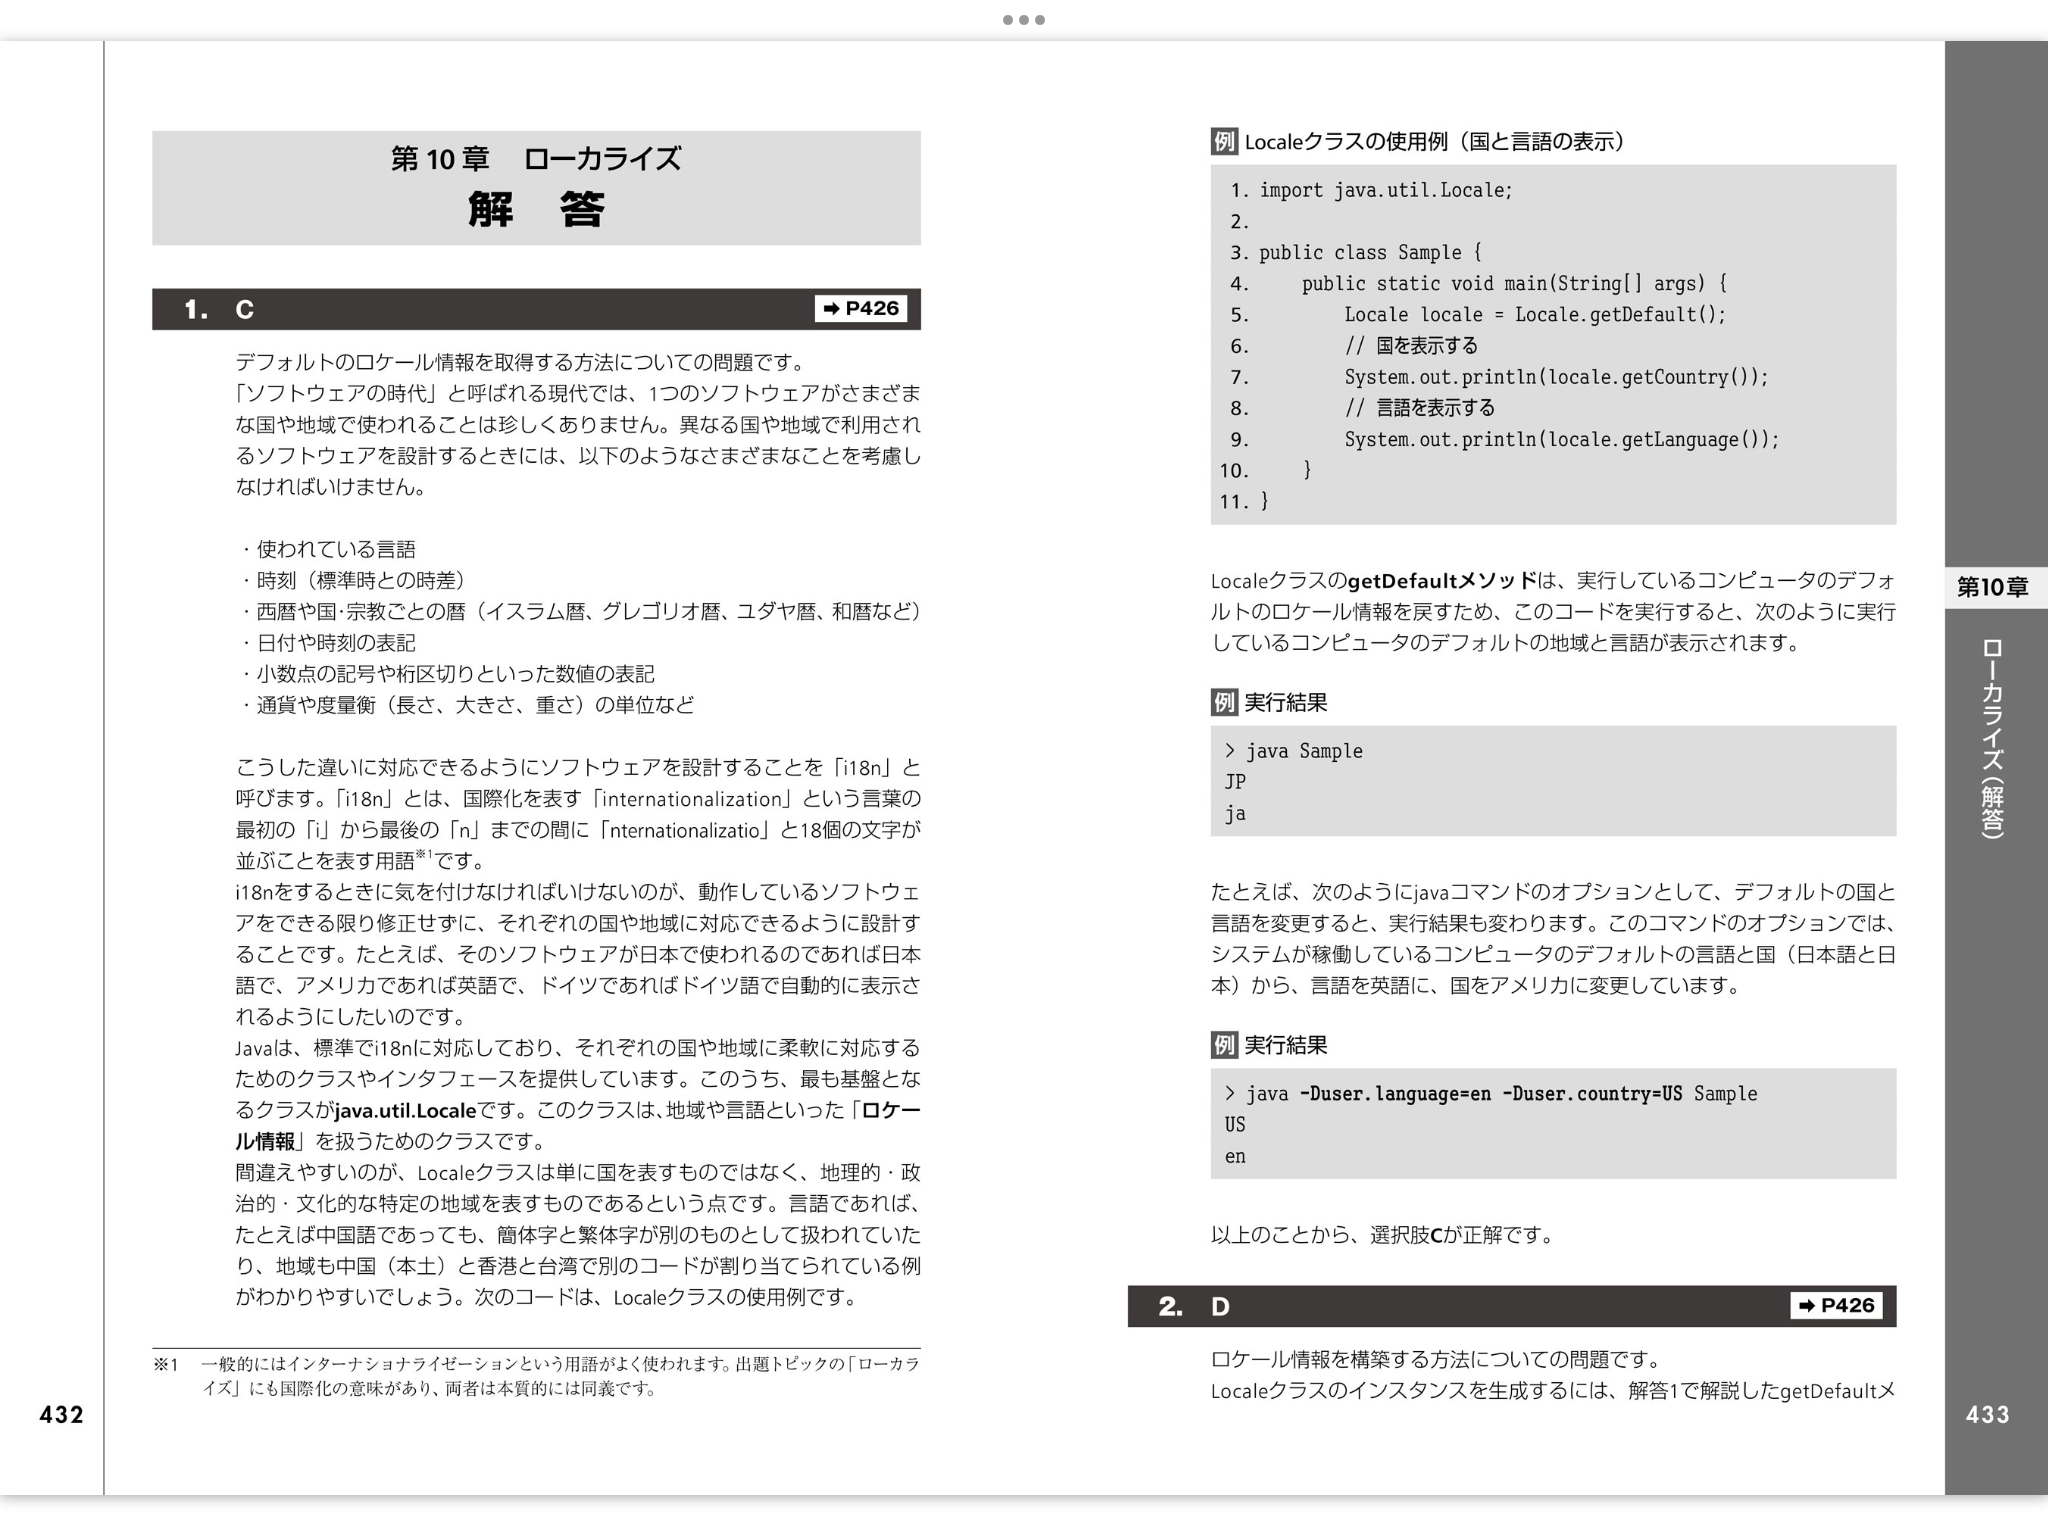 第10章　ローカライズ
解　答
1.　C　➡ P426
デフォルトのロケール情報を取得する方法についての問題です。
「ソフトウェアの時代」と呼ばれる現代では、1つのソフトウェアがさまざま
な国や地域で使われることは珍しくありません。異なる国や地域で利用され
るソフトウェアを設計するときには、以下のようなさまざまなことを考慮し
なければいけません。
・使われている言語
・時刻（標準時との時差）
・西暦や国・宗教ごとの暦（イスラム暦、グレゴリオ暦、ユダヤ暦、和暦など）
・日付や時刻の表記
・小数点の記号や桁区切りといった数値の表記
・通貨や度量衡（長さ、大きさ、重さ）の単位など
こうした違いに対応できるようにソフトウェアを設計することを「i18n」と
呼びます。「i18n」とは、国際化を表す「internationalization」という言葉の
最初の「i」から最後の「n」までの間に「nternationalizatio」と18個の文字が
並ぶことを表す用語※1です。
i18nをするときに気を付けなければいけないのが、動作しているソフトウェ
アをできる限り修正せずに、それぞれの国や地域に対応できるように設計す
ることです。たとえば、そのソフトウェアが日本で使われるのであれば日本
語で、アメリカであれば英語で、ドイツであればドイツ語で自動的に表示さ
れるようにしたいのです。
Javaは、標準でi18nに対応しており、それぞれの国や地域に柔軟に対応する
ためのクラスやインタフェースを提供しています。このうち、最も基盤とな
るクラスがjava.util.Localeです。このクラスは、地域や言語といった「ロケー
ル情報」を扱うためのクラスです。
間違えやすいのが、Localeクラスは単に国を表すものではなく、地理的・政
治的・文化的な特定の地域を表すものであるという点です。言語であれば、
たとえば中国語であっても、簡体字と繁体字が別のものとして扱われていた
り、地域も中国（本土）と香港と台湾で別のコードが割り当てられている例
がわかりやすいでしょう。次のコードは、Localeクラスの使用例です。
※1　一般的にはインターナショナライゼーションという用語がよく使われます。出題トピックの「ローカラ
イズ」にも国際化の意味があり、両者は本質的には同義です。
432
例 Localeクラスの使用例（国と言語の表示）
1. import java.util.Locale;
2.
3. public class Sample {
4.     public static void main(String[] args) {
5.         Locale locale = Locale.getDefault();
6.         // 国を表示する
7.         System.out.println(locale.getCountry());
8.         // 言語を表示する
9.         System.out.println(locale.getLanguage());
10.     }
11. }
Localeクラスのgetdefaultメソッドは、実行しているコンピュータのデフォ
ルトのロケール情報を戻すため、このコードを実行すると、次のように実行
しているコンピュータのデフォルトの地域と言語が表示されます。
例 実行結果
> java Sample
JP
ja
たとえば、次のようにjavaコマンドのオプションとして、デフォルトの国と
言語を変更すると、実行結果も変わります。このコマンドのオプションでは、
システムが稼働しているコンピュータのデフォルトの言語と国（日本語と日
本）から、言語を英語に、国をアメリカに変更しています。
例 実行結果
> java -Duser.language=en -Duser.country=US Sample
US
en
以上のことから、選択肢Cが正解です。
2.　D　➡ P426
ロケール情報を構築する方法についての問題です。
Localeクラスのインスタンスを生成するには、解答1で解説したgetDefaultメ
第10章
ローカライズ（解答）
433